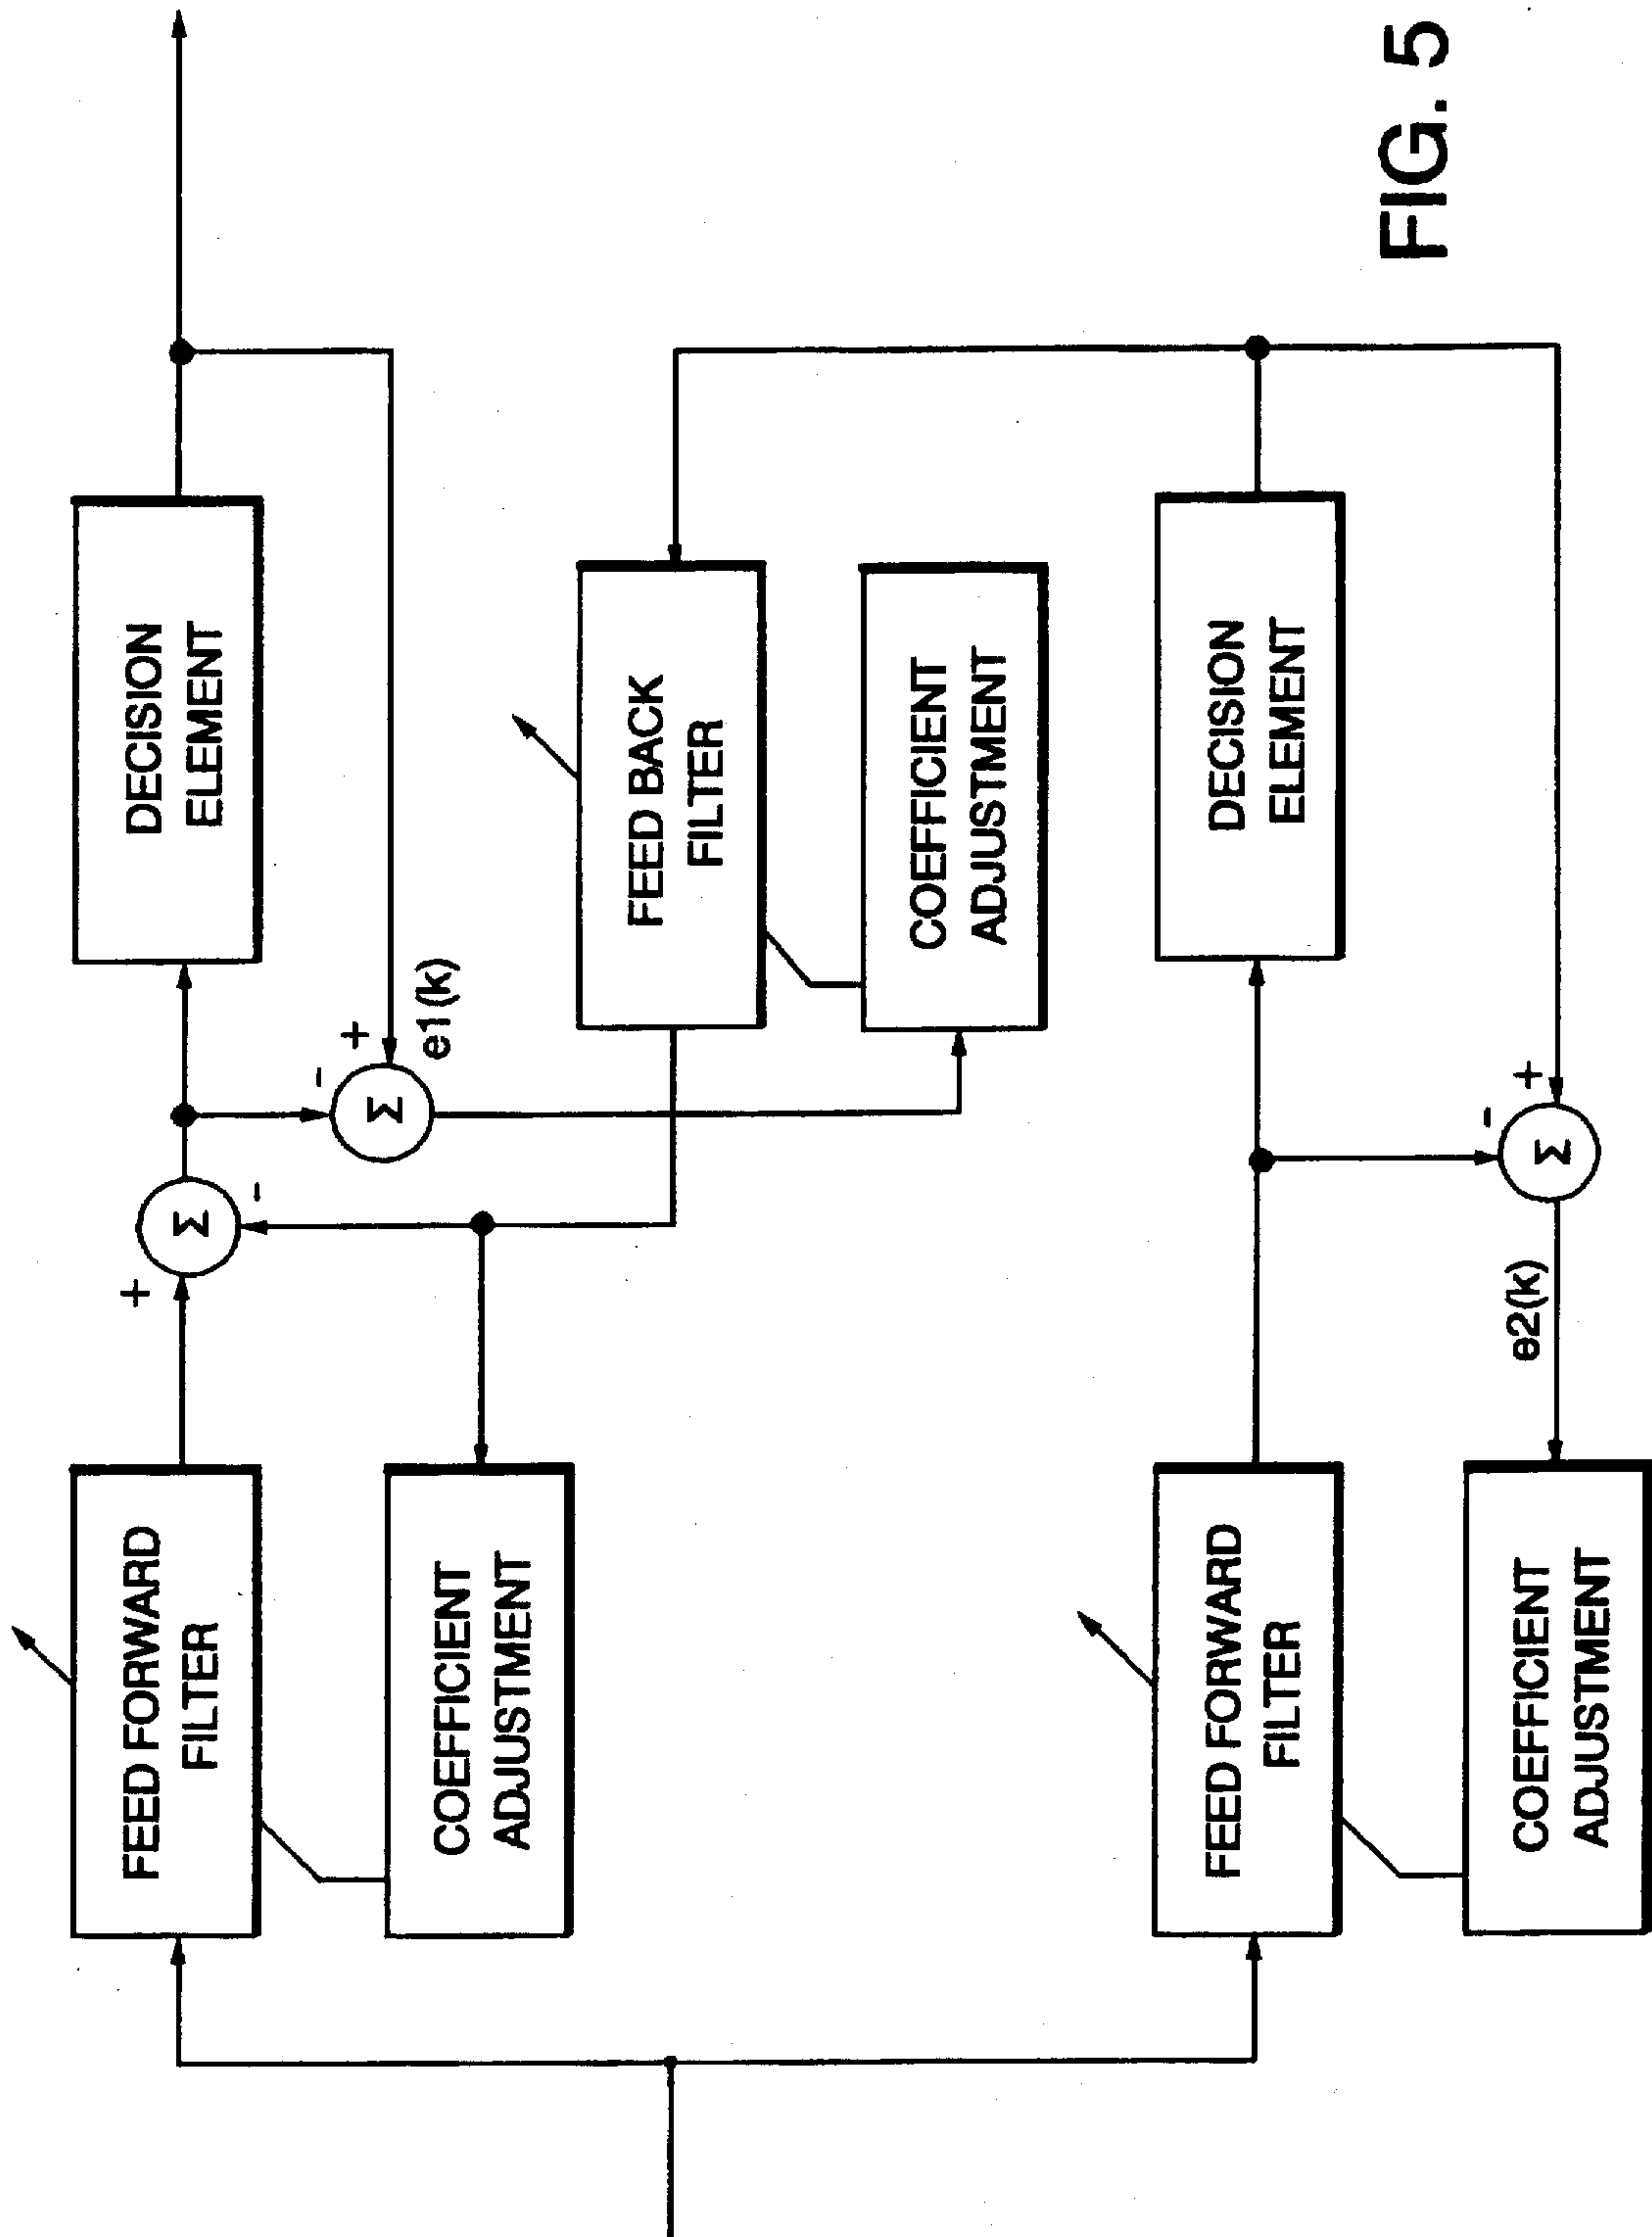 FEED FORWARD
FILTER
+
Σ
-
DECISION
ELEMENT
-
+
Σ
e1(k)
COEFFICIENT
ADJUSTMENT
FEED BACK
FILTER
COEFFICIENT
ADJUSTMENT
FEED FORWARD
FILTER
DECISION
ELEMENT
COEFFICIENT
ADJUSTMENT
e2(k)
-
+
Σ
FIG. 5